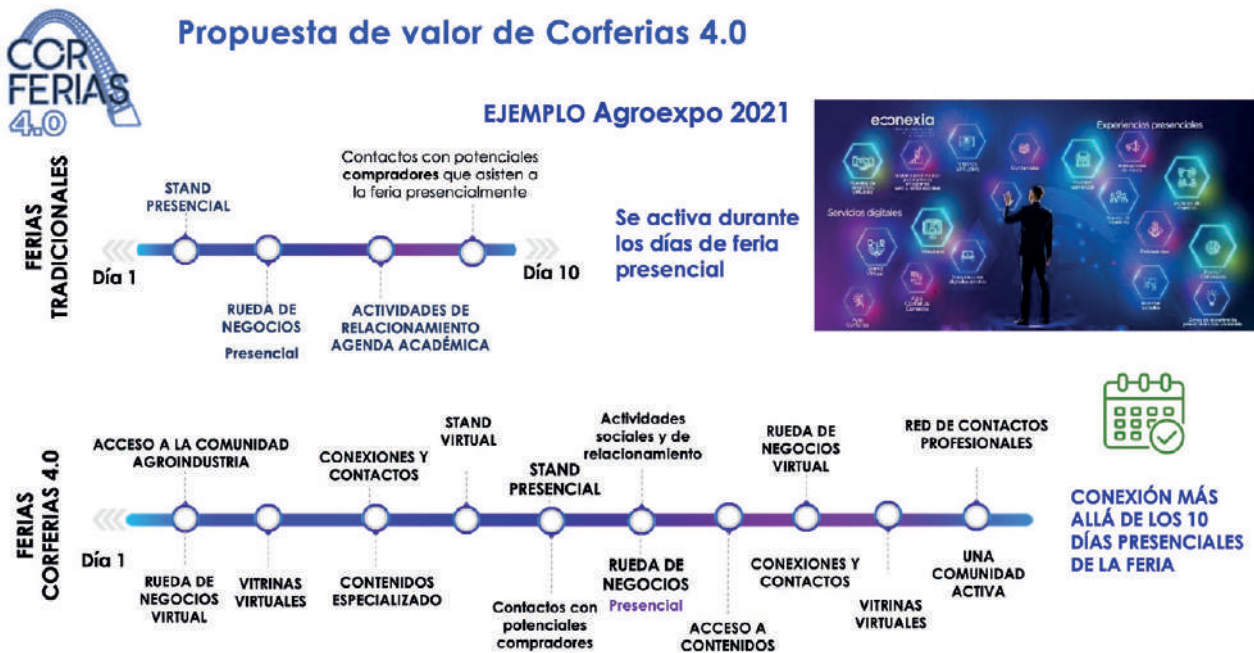 COR
FERIAS
4.0
Propuesta de valor de Corferias 4.0
EJEMPLO Agroexpo 2021
FERIAS
TRADICIONALES
STAND
PRESENCIAL
Contactos con potenciales
compradores que asisten a
la feria presencialmente
Día 1
Día 10
RUEDA DE
NEGOCIOS
Presencial
ACTIVIDADES DE
RELACIONAMIENTO
AGENDA ACADÉMICA
Se activa durante
los días de feria
presencial
econexia
Experiencias presenciales
Servicios digitales
FERIAS
CORFERIAS 4.0
ACCESO A LA COMUNIDAD
AGROINDUSTRIA
CONEXIONES Y
CONTACTOS
STAND
VIRTUAL
STAND
PRESENCIAL
Actividades
sociales y de
relacionamiento
RUEDA DE
NEGOCIOS
VIRTUAL
RED DE CONTACTOS
PROFESIONALES
Día 1
RUEDA DE
NEGOCIOS
VIRTUAL
VITRINAS
VIRTUALES
CONTENIDOS
ESPECIALIZADO
Contactos con
potenciales
compradores
RUEDA DE
NEGOCIOS
Presencial
ACCESO A
CONTENIDOS
CONEXIONES Y
CONTACTOS
VITRINAS
VIRTUALES
UNA
COMUNIDAD
ACTIVA
CONEXIÓN MÁS
ALLÁ DE LOS 10
DÍAS PRESENCIALES
DE LA FERIA